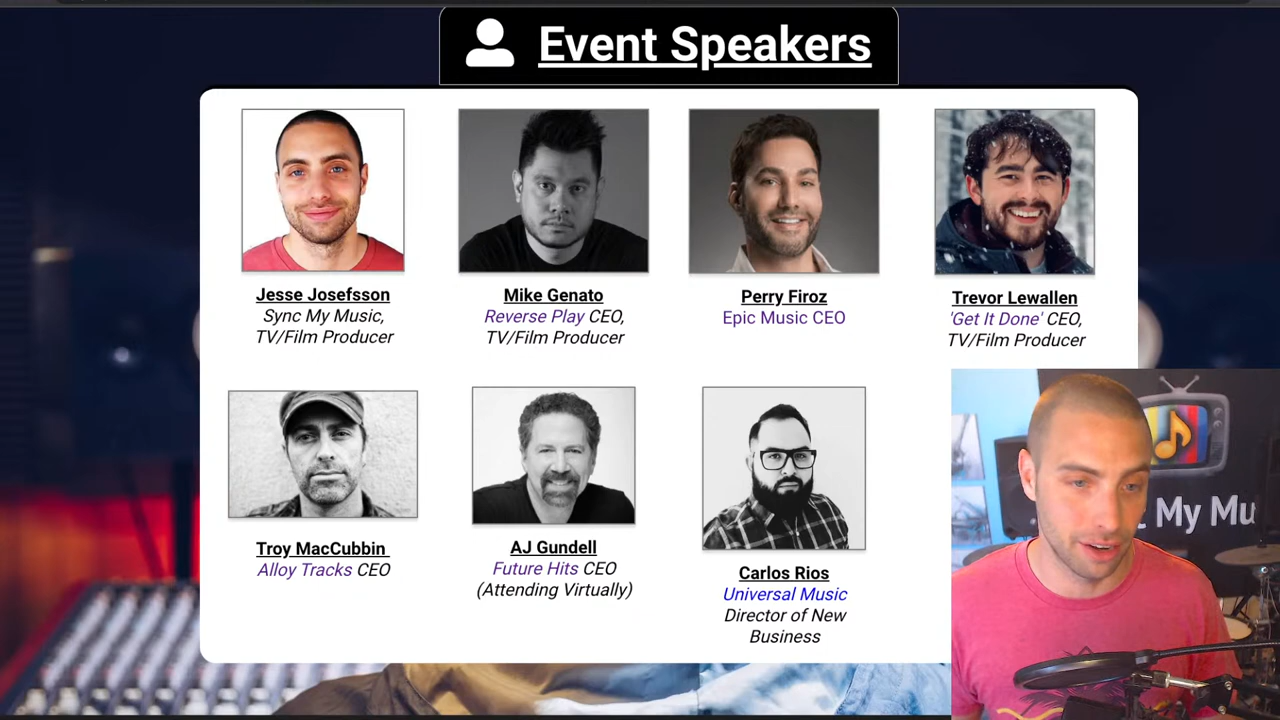 Event Speakers
Jesse Josefsson
Sync My Music,
TV/Film Producer
Mike Genato
Reverse Play CEO,
TV/Film Producer
Perry Firoz
Epic Music CEO
Trevor Lewallen
'Get It Done' CEO,
TV/Film Producer
Troy MacCubbin
Alloy Tracks CEO
AJ Gundell
Future Hits CEO
(Attending Virtually)
Carlos Rios
Universal Music
Director of New
Business
My Mu